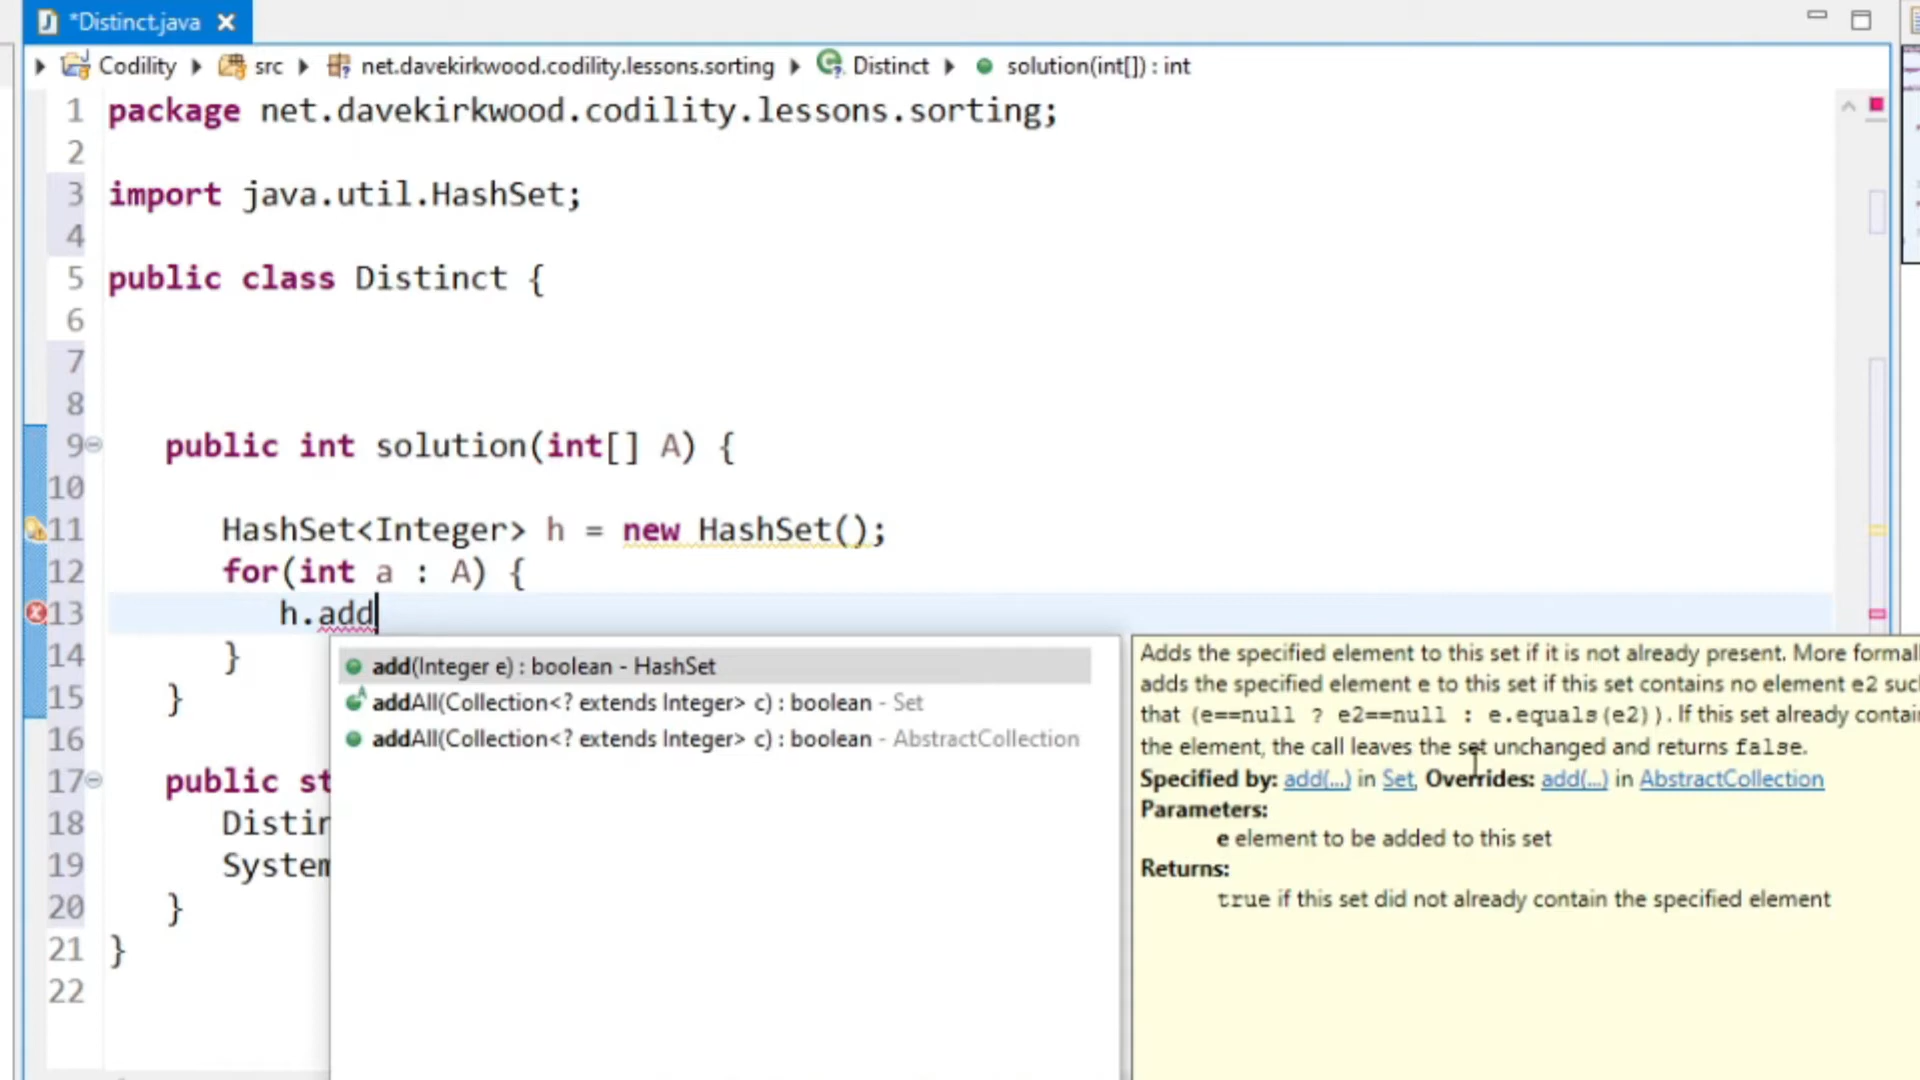 *Distinct.java
Codility src net.davekirkwood.codility.lessons.sorting Distinct solution(int[]) : int
1 package net.davekirkwood.codility.lessons.sorting;
2
3 import java.util.HashSet;
4
5 public class Distinct {
6
7
8
9 public int solution(int[] A) {
10
11 HashSet<Integer> h = new HashSet();
12 for(int a : A) {
13 h.add
14 }
15 }
16
17 public st
18 Distin
19 System
20 }
21 }
22
add(Integer e) : boolean - HashSet
addAll(Collection<? extends Integer> c) : boolean - Set
addAll(Collection<? extends Integer> c) : boolean - AbstractCollection
Adds the specified element to this set if it is not already present. More formall
adds the specified element e to this set if this set contains no element e2 suc
that (e==null ? e2==null : e.equals(e2)). If this set already contai
the element, the call leaves the set unchanged and returns false.
Specified by: add(...) in Set, Overrides: add(...) in AbstractCollection
Parameters:
e element to be added to this set
Returns:
true if this set did not already contain the specified element